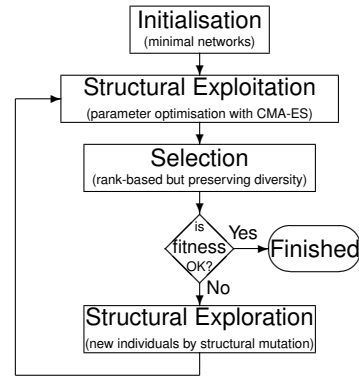 Initialisation
(minimal networks)
Structural Exploitation
(parameter optimisation with CMA-ES)
Selection
(rank-based but preserving diversity)
is
fitness
OK?
Yes
Finished
No
Structural Exploration
(new individuals by structural mutation)